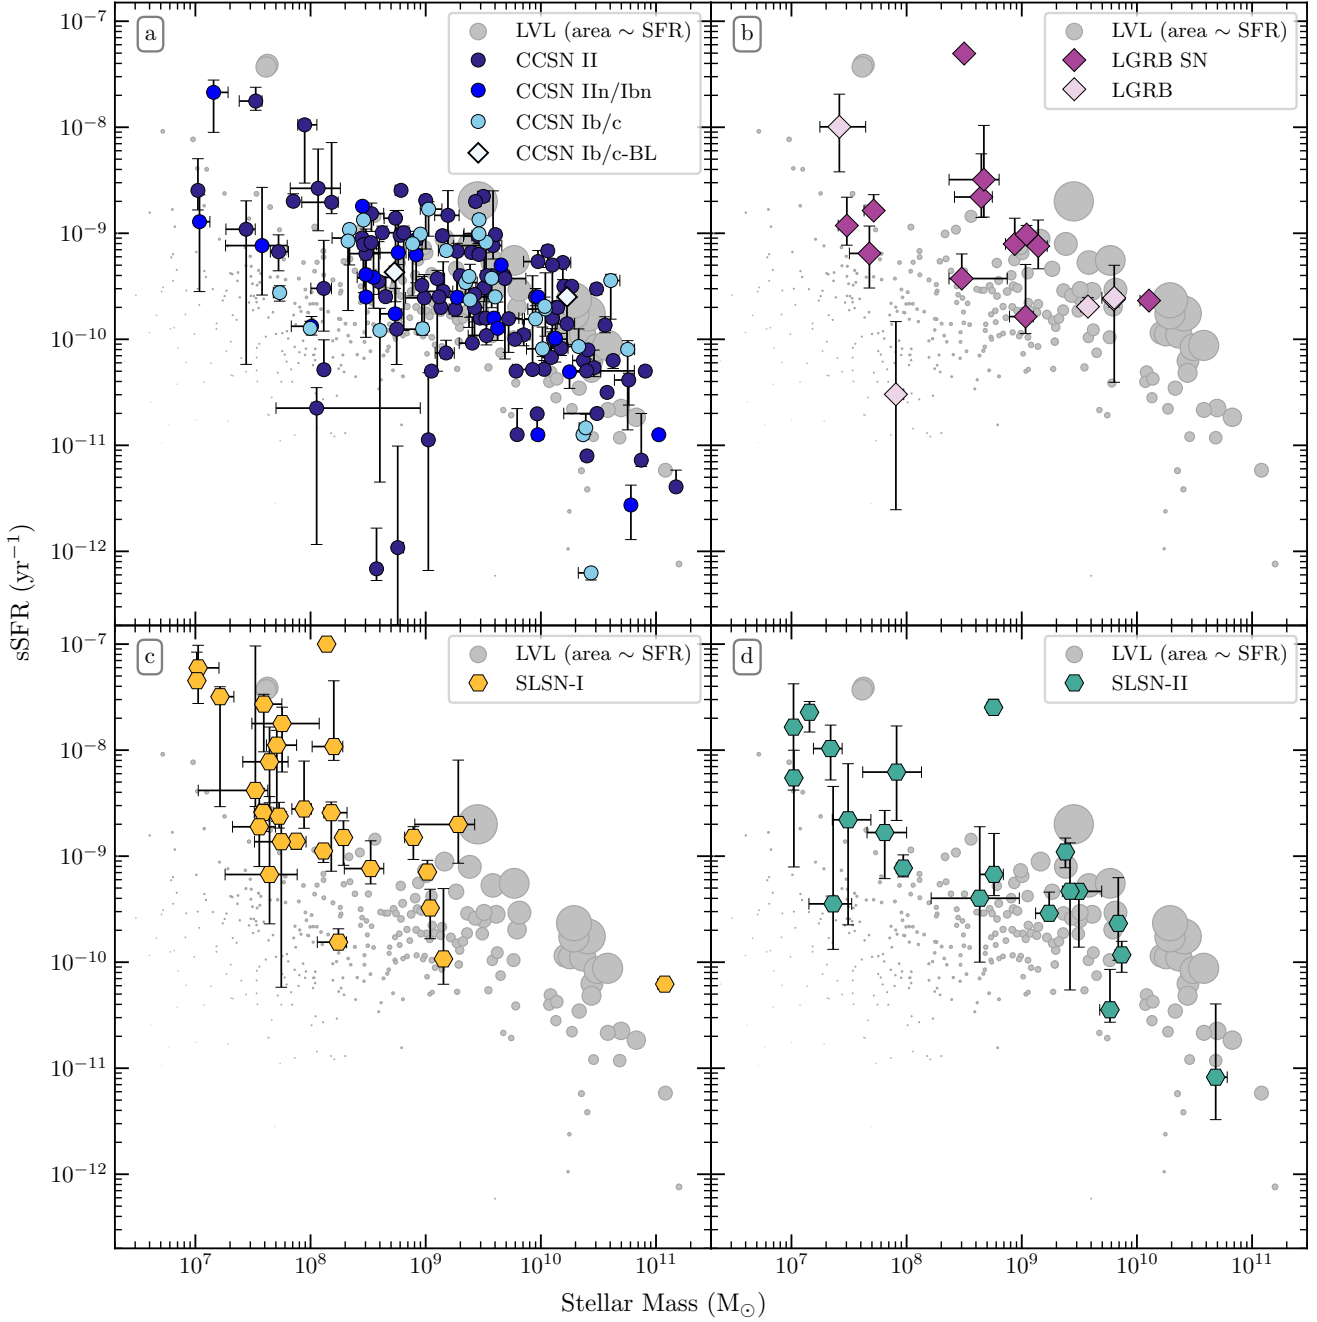 a
LVL (area ∼ SFR)
CCSN II
CCSN IIn/Ibn
CCSN Ib/c
CCSN Ib/c-BL
b
LVL (area ∼ SFR)
LGRB SN
LGRB
10⁻⁷
10⁻⁸
10⁻⁹
10⁻¹⁰
10⁻¹¹
10⁻¹²
sSFR (yr⁻¹)
c
LVL (area ∼ SFR)
SLSN-I
d
LVL (area ∼ SFR)
SLSN-II
10⁻⁷
10⁻⁸
10⁻⁹
10⁻¹⁰
10⁻¹¹
10⁻¹²
10⁷ 10⁸ 10⁹ 10¹⁰ 10¹¹ 10⁷ 10⁸ 10⁹ 10¹⁰ 10¹¹
Stellar Mass (M☉)